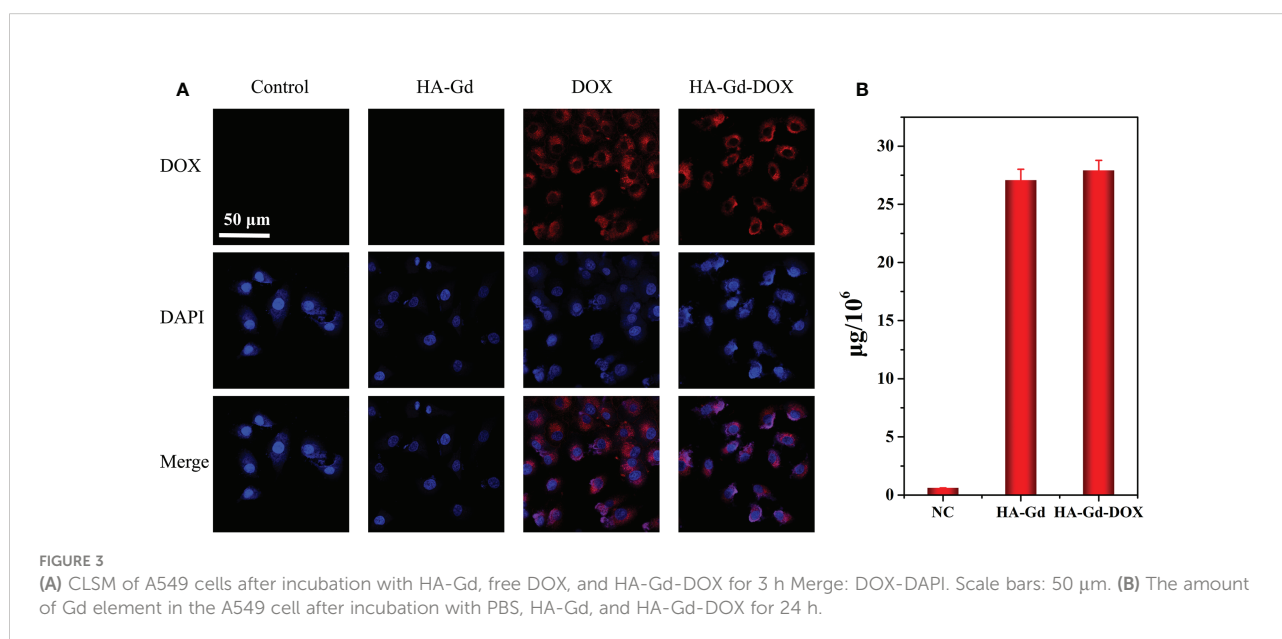 A
Control
HA-Gd
DOX
HA-Gd-DOX
DOX
50 µm
DAPI
Merge
B
µg/10⁶
30
25
20
15
10
5
0
NC
HA-Gd
HA-Gd-DOX
FIGURE 3
(A) CLSM of A549 cells after incubation with HA-Gd, free DOX, and HA-Gd-DOX for 3 h Merge: DOX-DAPI. Scale bars: 50 µm. (B) The amount
of Gd element in the A549 cell after incubation with PBS, HA-Gd, and HA-Gd-DOX for 24 h.